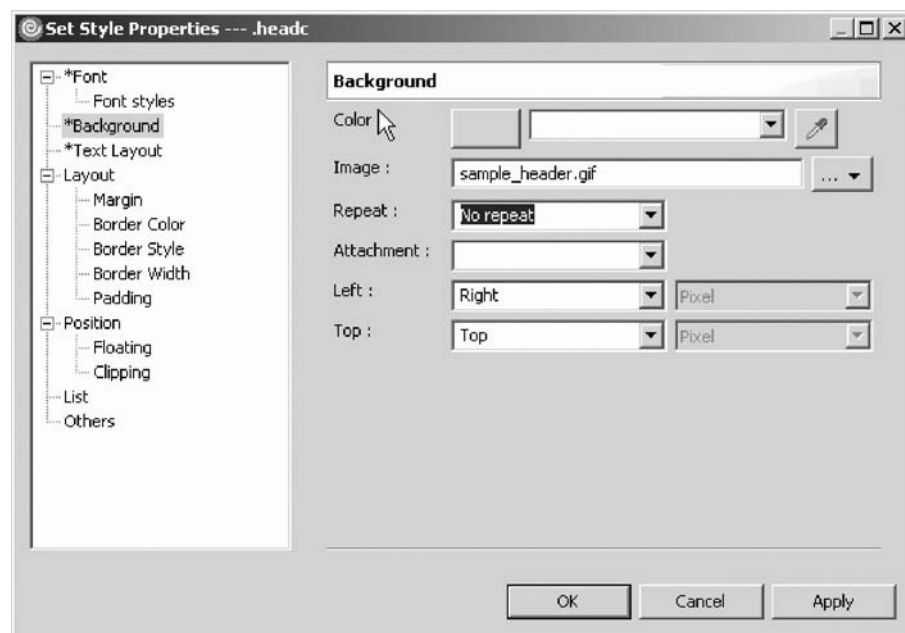 Set Style Properties --- .headc
*Font
Font styles
*Background
*Text Layout
Layout
Margin
Border Color
Border Style
Border Width
Padding
Position
Floating
Clipping
List
Others
Background
Color
Image :
sample_header.gif
...
Repeat :
No repeat
Attachment :
Left :
Right
Pixel
Top :
Top
Pixel
OK
Cancel
Apply